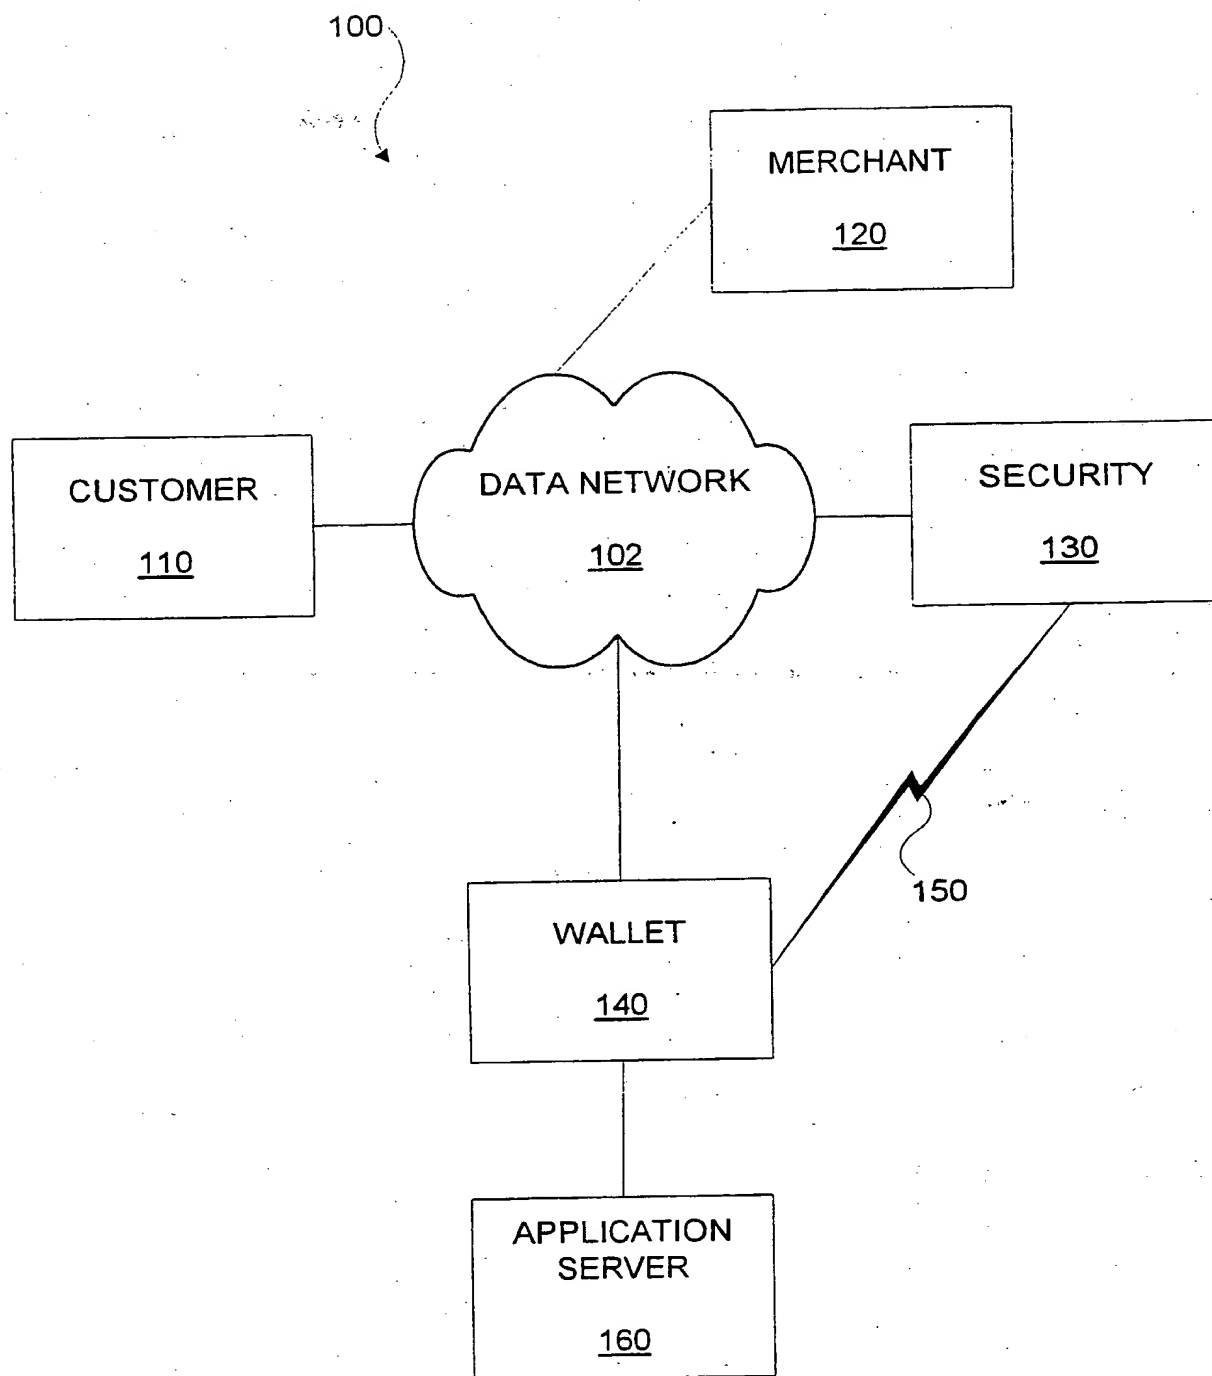 100
MERCHANT
120
CUSTOMER
110
DATA NETWORK
102
SECURITY
130
150
WALLET
140
APPLICATION
SERVER
160